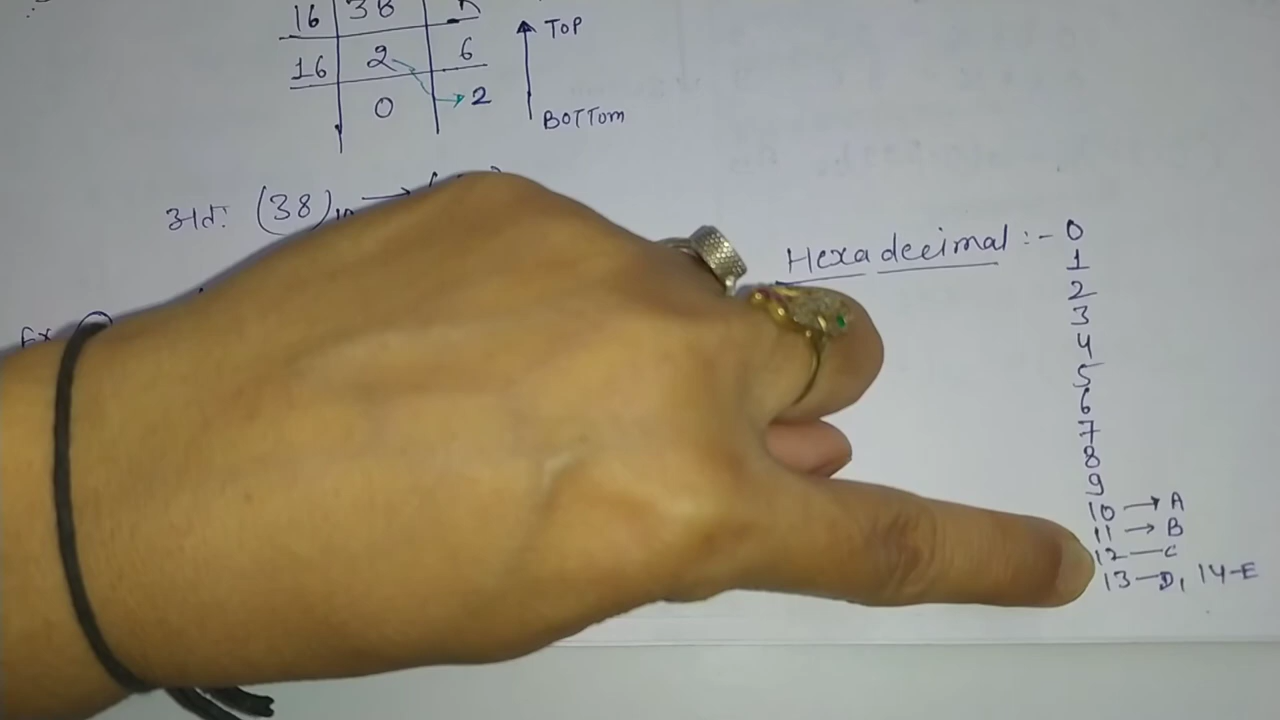 16 38 R
16 2 6
0 2
TOP
BOTTOM
अतः (38)10 →
Ex
Hexadecimal :- 0
1
2
3
4
5
6
7
8
9
10 → A
11 → B
12 — C
13 — D, 14-E